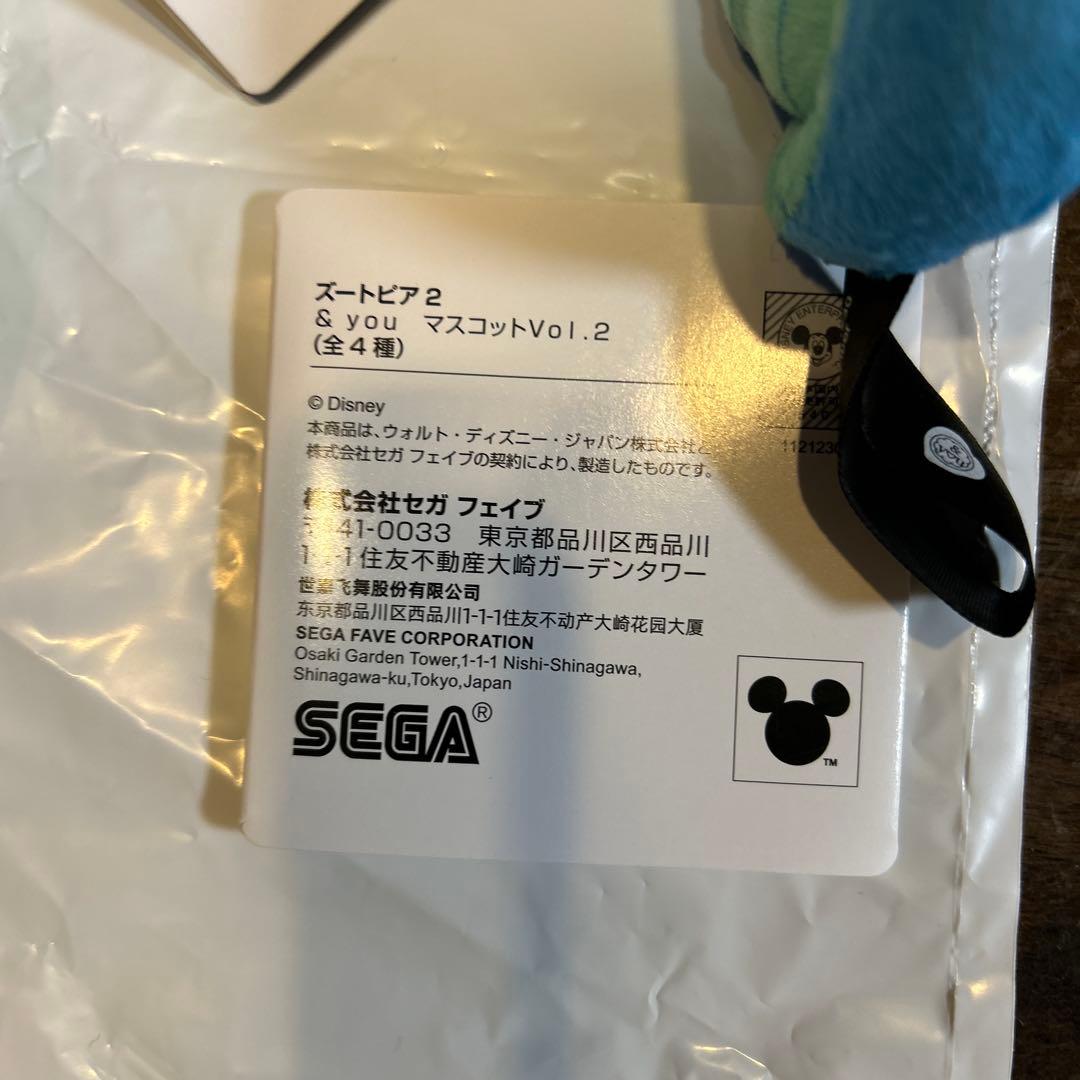 ズートピア2
& you マスコットVol.2
(全4種)
© Disney
本商品は、ウォルト・ディズニー・ジャパン株式会社と
株式会社セガ フェイブの契約により、製造したものです。
株式会社セガ フェイブ
〒141-0033 東京都品川区西品川
1-1-1住友不動産大崎ガーデンタワー
世嘉飞舞股份有限公司
东京都品川区西品川1-1-1住友不动产大崎花园大厦
SEGA FAVE CORPORATION
Osaki Garden Tower,1-1-1 Nishi-Shinagawa,
Shinagawa-ku,Tokyo,Japan
SEGA®
TM